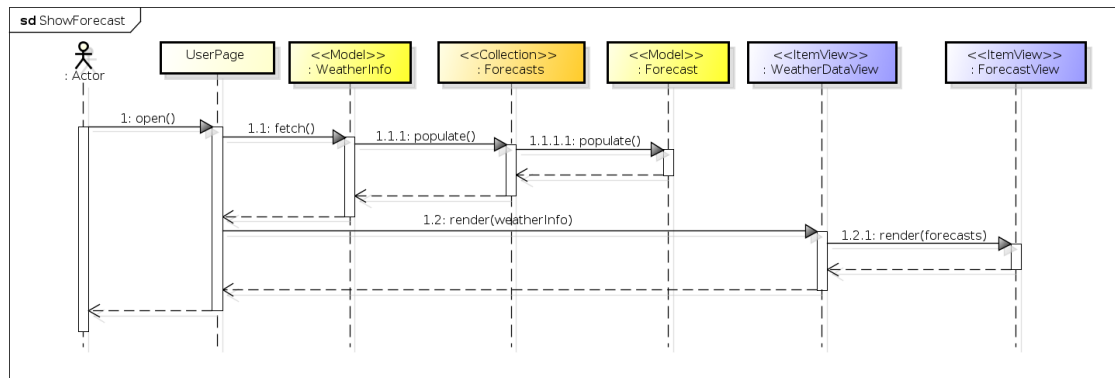 sd ShowForecast
: Actor
UserPage
<<Model>>
: WeatherInfo
<<Collection>>
: Forecasts
<<Model>>
: Forecast
<<ItemView>>
: WeatherDataView
<<ItemView>>
: ForecastView
1: open()
1.1: fetch()
1.1.1: populate()
1.1.1.1: populate()
1.2: render(weatherInfo)
1.2.1: render(forecasts)